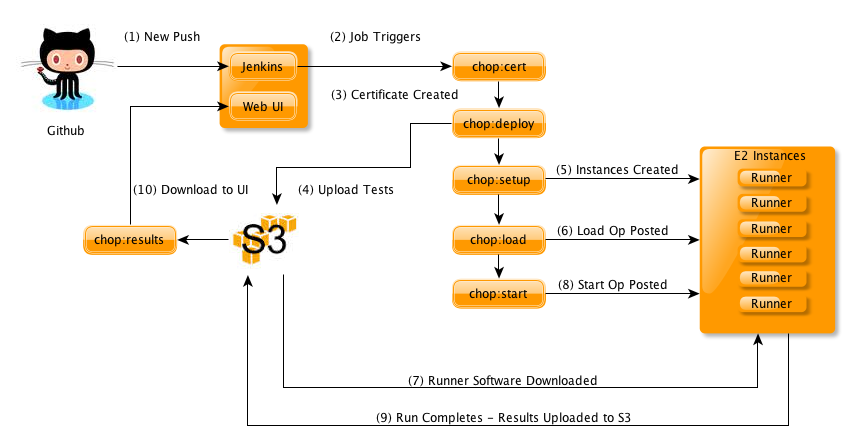 (1) New Push
(2) Job Triggers
Jenkins
chop:cert
(3) Certificate Created
Web UI
Github
chop:deploy
E2 Instances
(5) Instances Created
Runner
chop:setup
(10) Download to UI
(4) Upload Tests
Runner
Runner
(6) Load Op Posted
chop:results
S3
chop:load
Runner
Runner
(8) Start Op Posted
chop:start
Runner
(7) Runner Software Downloaded
(9) Run Completes - Results Uploaded to S3